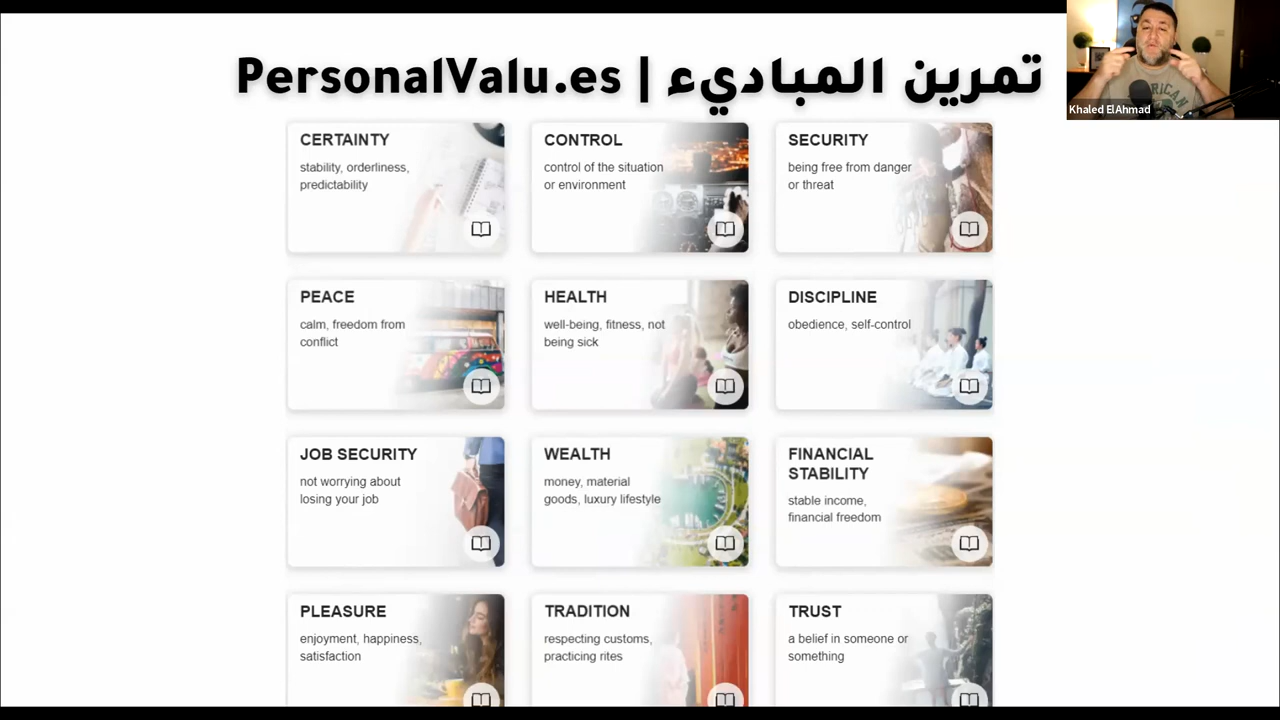 تمرين المباديء | PersonalValu.es
Khaled ElAhmad
CERTAINTY
stability, orderliness,
predictability
CONTROL
control of the situation
or environment
SECURITY
being free from danger
or threat
PEACE
calm, freedom from
conflict
HEALTH
well-being, fitness, not
being sick
DISCIPLINE
obedience, self-control
JOB SECURITY
not worrying about
losing your job
WEALTH
money, material
goods, luxury lifestyle
FINANCIAL
STABILITY
stable income,
financial freedom
PLEASURE
enjoyment, happiness,
satisfaction
TRADITION
respecting customs,
practicing rites
TRUST
a belief in someone or
something